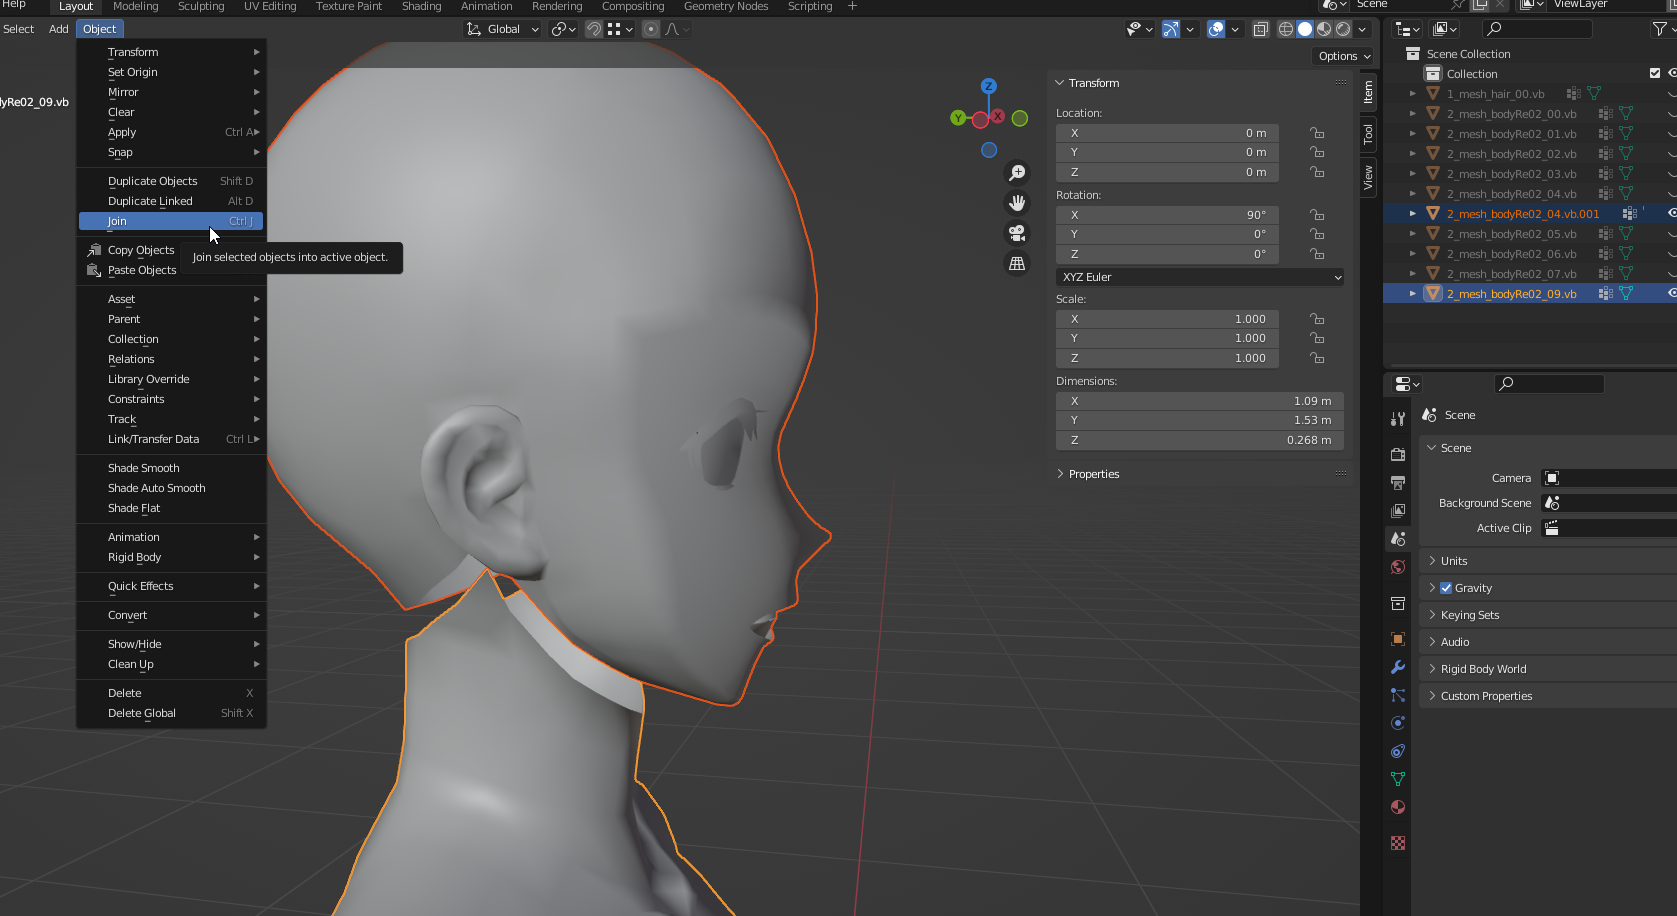 Help Layout Modeling Sculpting UV Editing Texture Paint Shading Animation Rendering Compositing Geometry Nodes Scripting + Scene ViewLayer
Select Add Object Global
Options
lyRe02_09.vb
Transform
Set Origin
Mirror
Clear
Apply Ctrl A
Snap
Duplicate Objects Shift D
Duplicate Linked Alt D
Join Ctrl J
Copy Objects
Paste Objects
Join selected objects into active object.
Asset
Parent
Collection
Relations
Library Override
Constraints
Track
Link/Transfer Data Ctrl L
Shade Smooth
Shade Auto Smooth
Shade Flat
Animation
Rigid Body
Quick Effects
Convert
Show/Hide
Clean Up
Delete X
Delete Global Shift X
Z
Y
X
Transform
Location:
X 0 m
Y 0 m
Z 0 m
Rotation:
X 90°
Y 0°
Z 0°
XYZ Euler
Scale:
X 1.000
Y 1.000
Z 1.000
Dimensions:
X 1.09 m
Y 1.53 m
Z 0.268 m
Properties
Item
Tool
View
Scene Collection
Collection
1_mesh_hair_00.vb
2_mesh_bodyRe02_00.vb
2_mesh_bodyRe02_01.vb
2_mesh_bodyRe02_02.vb
2_mesh_bodyRe02_03.vb
2_mesh_bodyRe02_04.vb
2_mesh_bodyRe02_04.vb.001
2_mesh_bodyRe02_05.vb
2_mesh_bodyRe02_06.vb
2_mesh_bodyRe02_07.vb
2_mesh_bodyRe02_09.vb
Scene
Scene
Camera
Background Scene
Active Clip
Units
Gravity
Keying Sets
Audio
Rigid Body World
Custom Properties